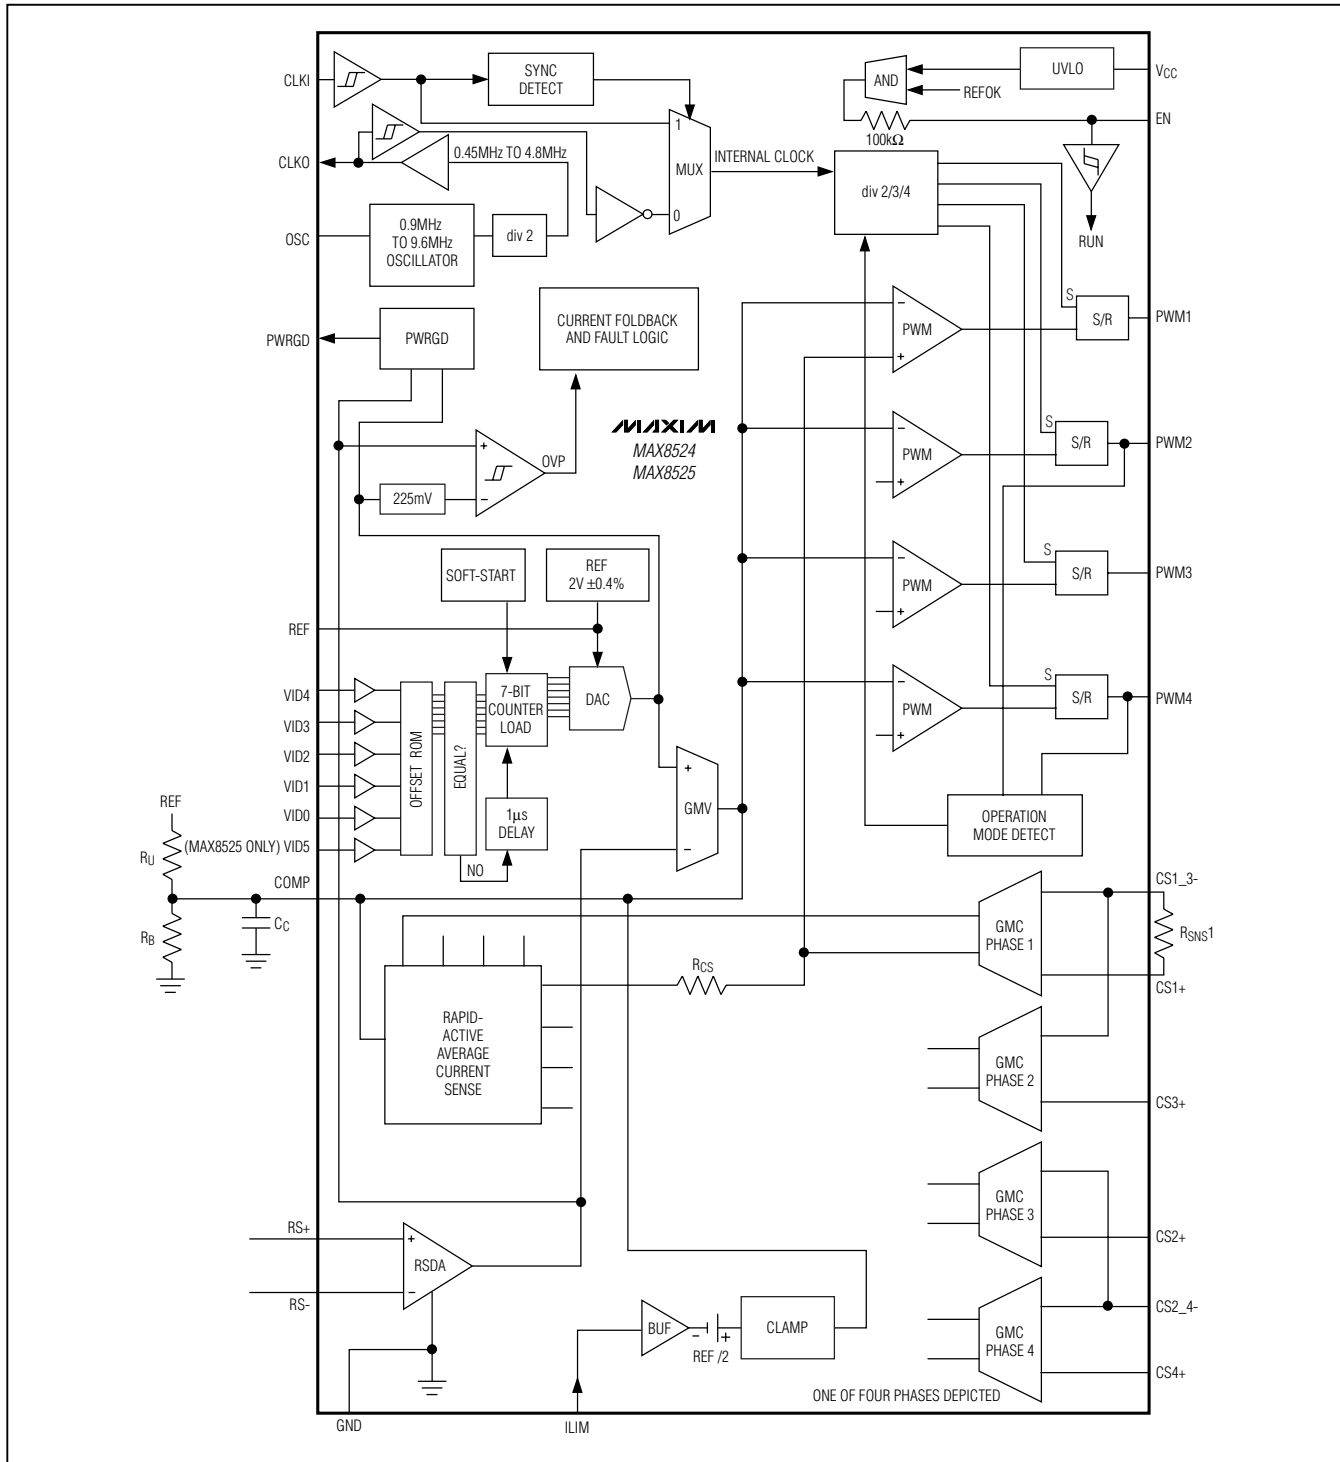 CLKI
SYNC
DETECT
AND
UVLO
VCC
REFOK
EN
100kΩ
1
MUX
0
CLKO
0.45MHz TO 4.8MHz
INTERNAL CLOCK
div 2/3/4
RUN
OSC
0.9MHz
TO 9.6MHz
OSCILLATOR
div 2
PWRGD
PWRGD
CURRENT FOLDBACK
AND FAULT LOGIC
−
PWM
+
S
S/R
PWM1
MAXIM
MAX8524
MAX8525
+
OVP
−
225mV
−
PWM
+
S
S/R
PWM2
SOFT-START
REF
2V ±0.4%
−
PWM
+
S
S/R
PWM3
REF
VID4
VID3
VID2
VID1
VID0
(MAX8525 ONLY) VID5
OFFSET ROM
EQUAL?
7-BIT
COUNTER
LOAD
DAC
1µs
DELAY
NO
+
GMV
−
−
PWM
+
S
S/R
PWM4
OPERATION
MODE DETECT
REF
RU
COMP
RB
CC
RAPID-
ACTIVE
AVERAGE
CURRENT
SENSE
RCS
GMC
PHASE 1
CS1_3-
RSNS1
CS1+
GMC
PHASE 2
CS3+
GMC
PHASE 3
CS2+
GMC
PHASE 4
CS2_4-
CS4+
RS+
+
RSDA
−
RS-
BUF
−
+
REF /2
CLAMP
ONE OF FOUR PHASES DEPICTED
GND
ILIM